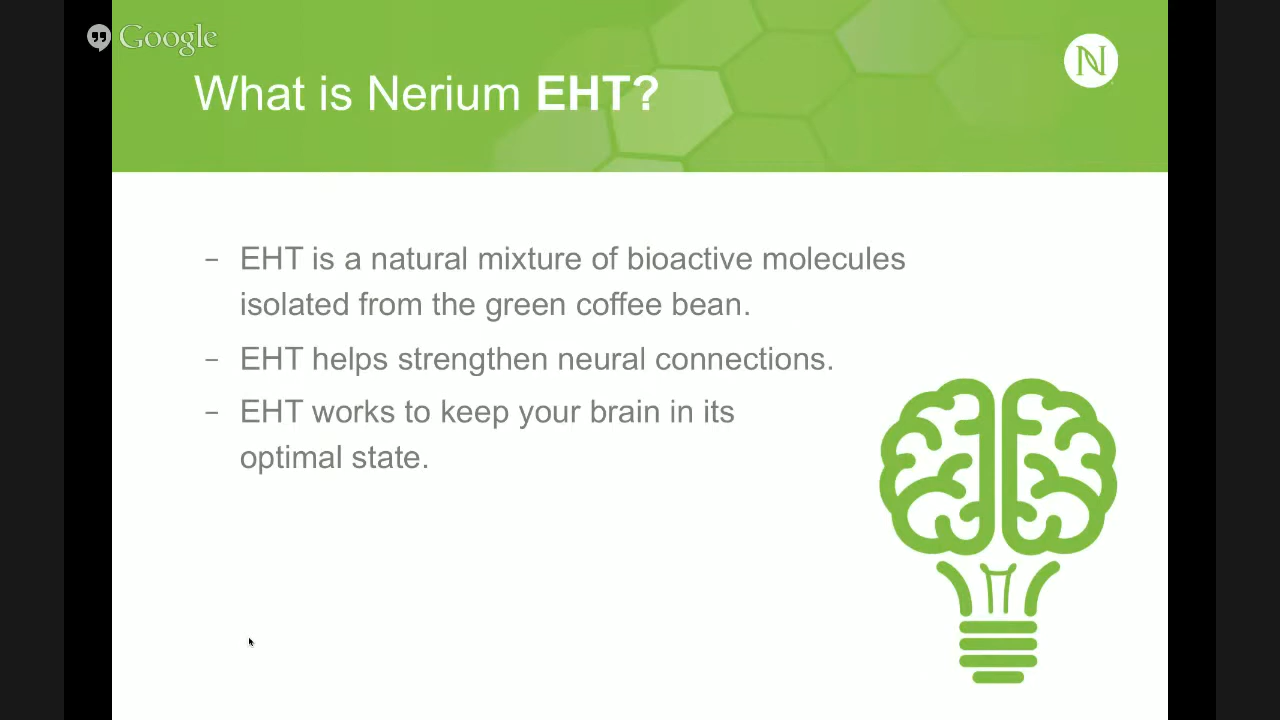 Google
What is Nerium EHT?
N
– EHT is a natural mixture of bioactive molecules
isolated from the green coffee bean.
– EHT helps strengthen neural connections.
– EHT works to keep your brain in its
optimal state.